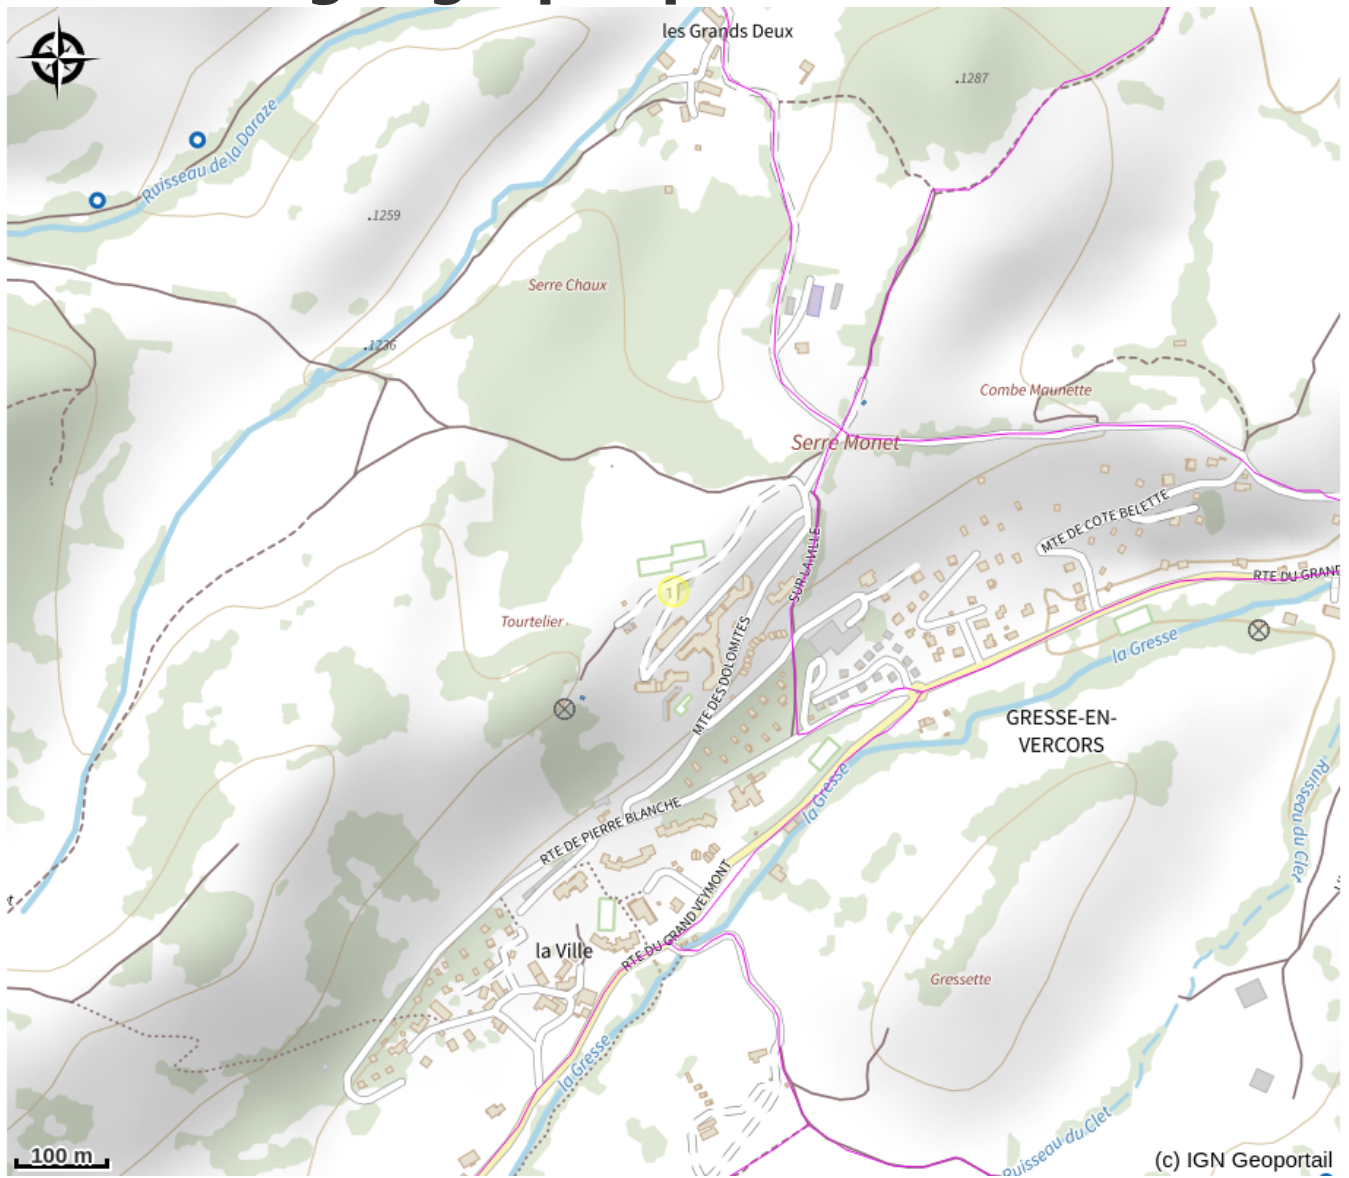 les Grands Deux
.1287
Ruisseau de la Daraze
.1259
Serre Chaux
.1236
Combe Maunette
Serre Monet
MTE DE COTE BELETTE
SUR LA VILLE
RTE DU GRAND
1
Tourtelier
MTE DES DOLOMITES
la Gresse
GRESSE-EN-
VERCORS
la Gresse
Ruisseau du Clet
RTE DE PIERRE BLANCHE
RTE DU GRAND VEYMONT
la Ville
Gressette
la Gresse
Ruisseau du Clet
100 m
(c) IGN Geoportail